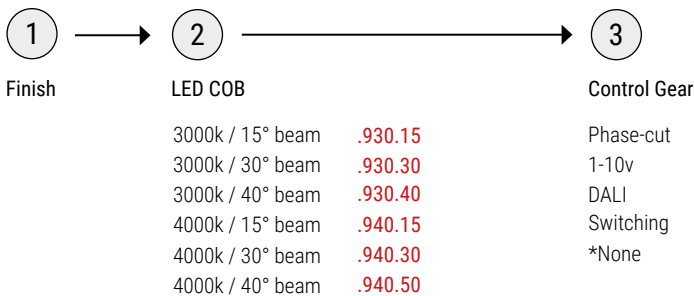 1
2
3
Finish
LED COB
Control Gear
3000k / 15° beam .930.15
3000k / 30° beam .930.30
3000k / 40° beam .930.40
4000k / 15° beam .940.15
4000k / 30° beam .940.30
4000k / 40° beam .940.50
Phase-cut
1-10v
DALI
Switching
*None